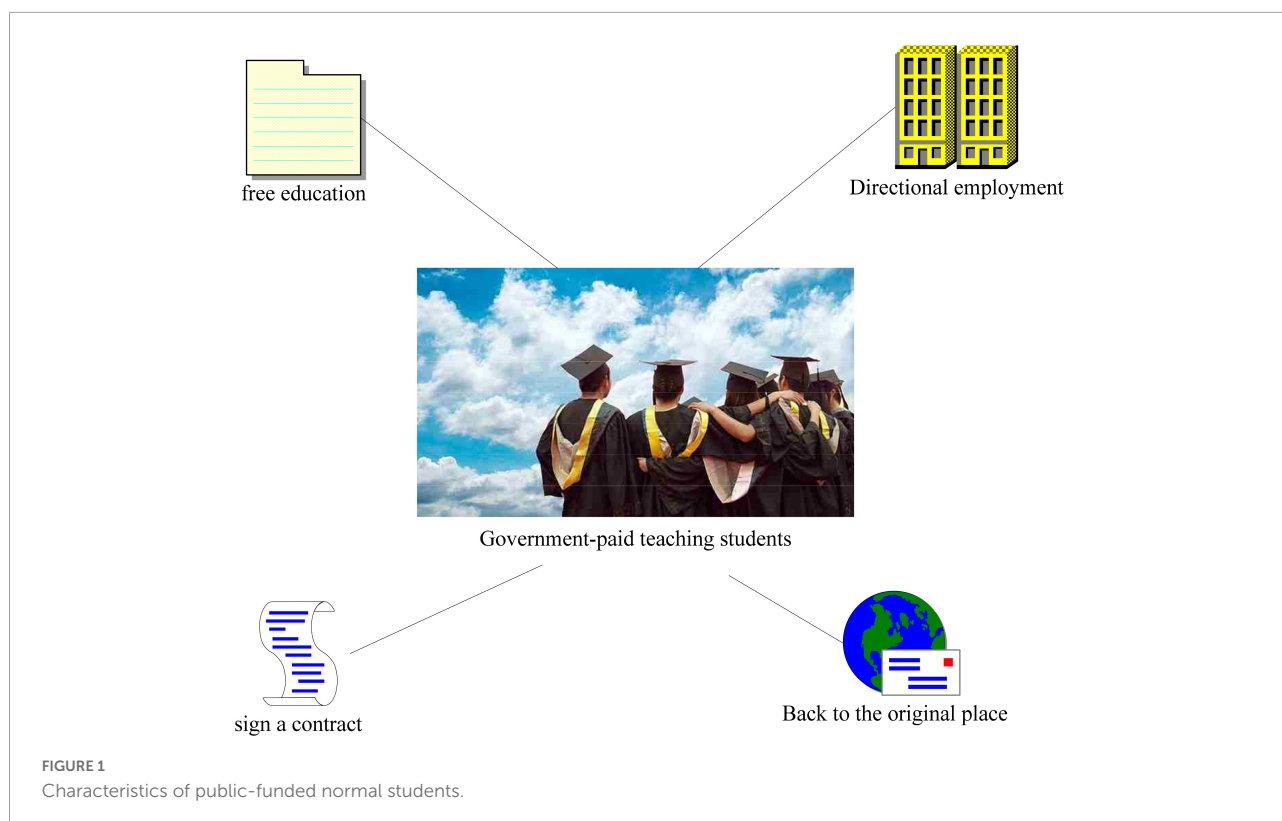 free education
Directional employment
Government-paid teaching students
sign a contract
Back to the original place
FIGURE 1
Characteristics of public-funded normal students.